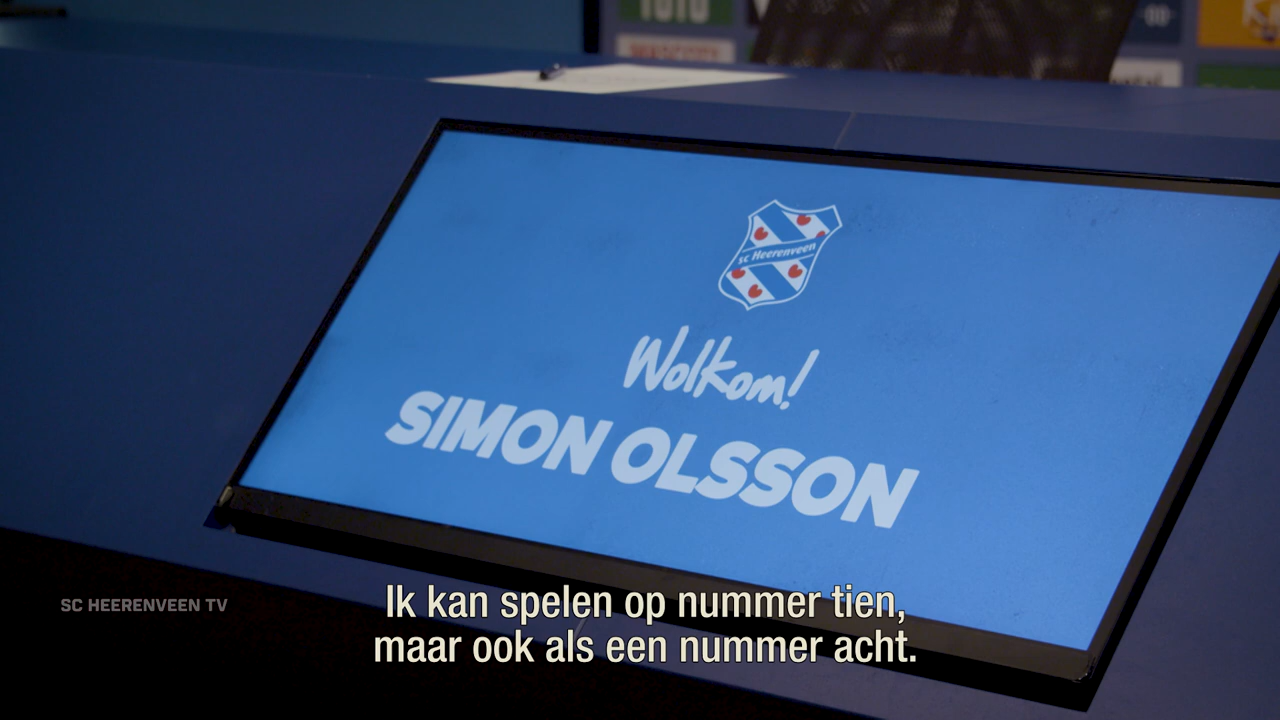 TOTO
sc Heerenveen
Wolkom!
SIMON OLSSON
SC HEERENVEEN TV
Ik kan spelen op nummer tien,
maar ook als een nummer acht.